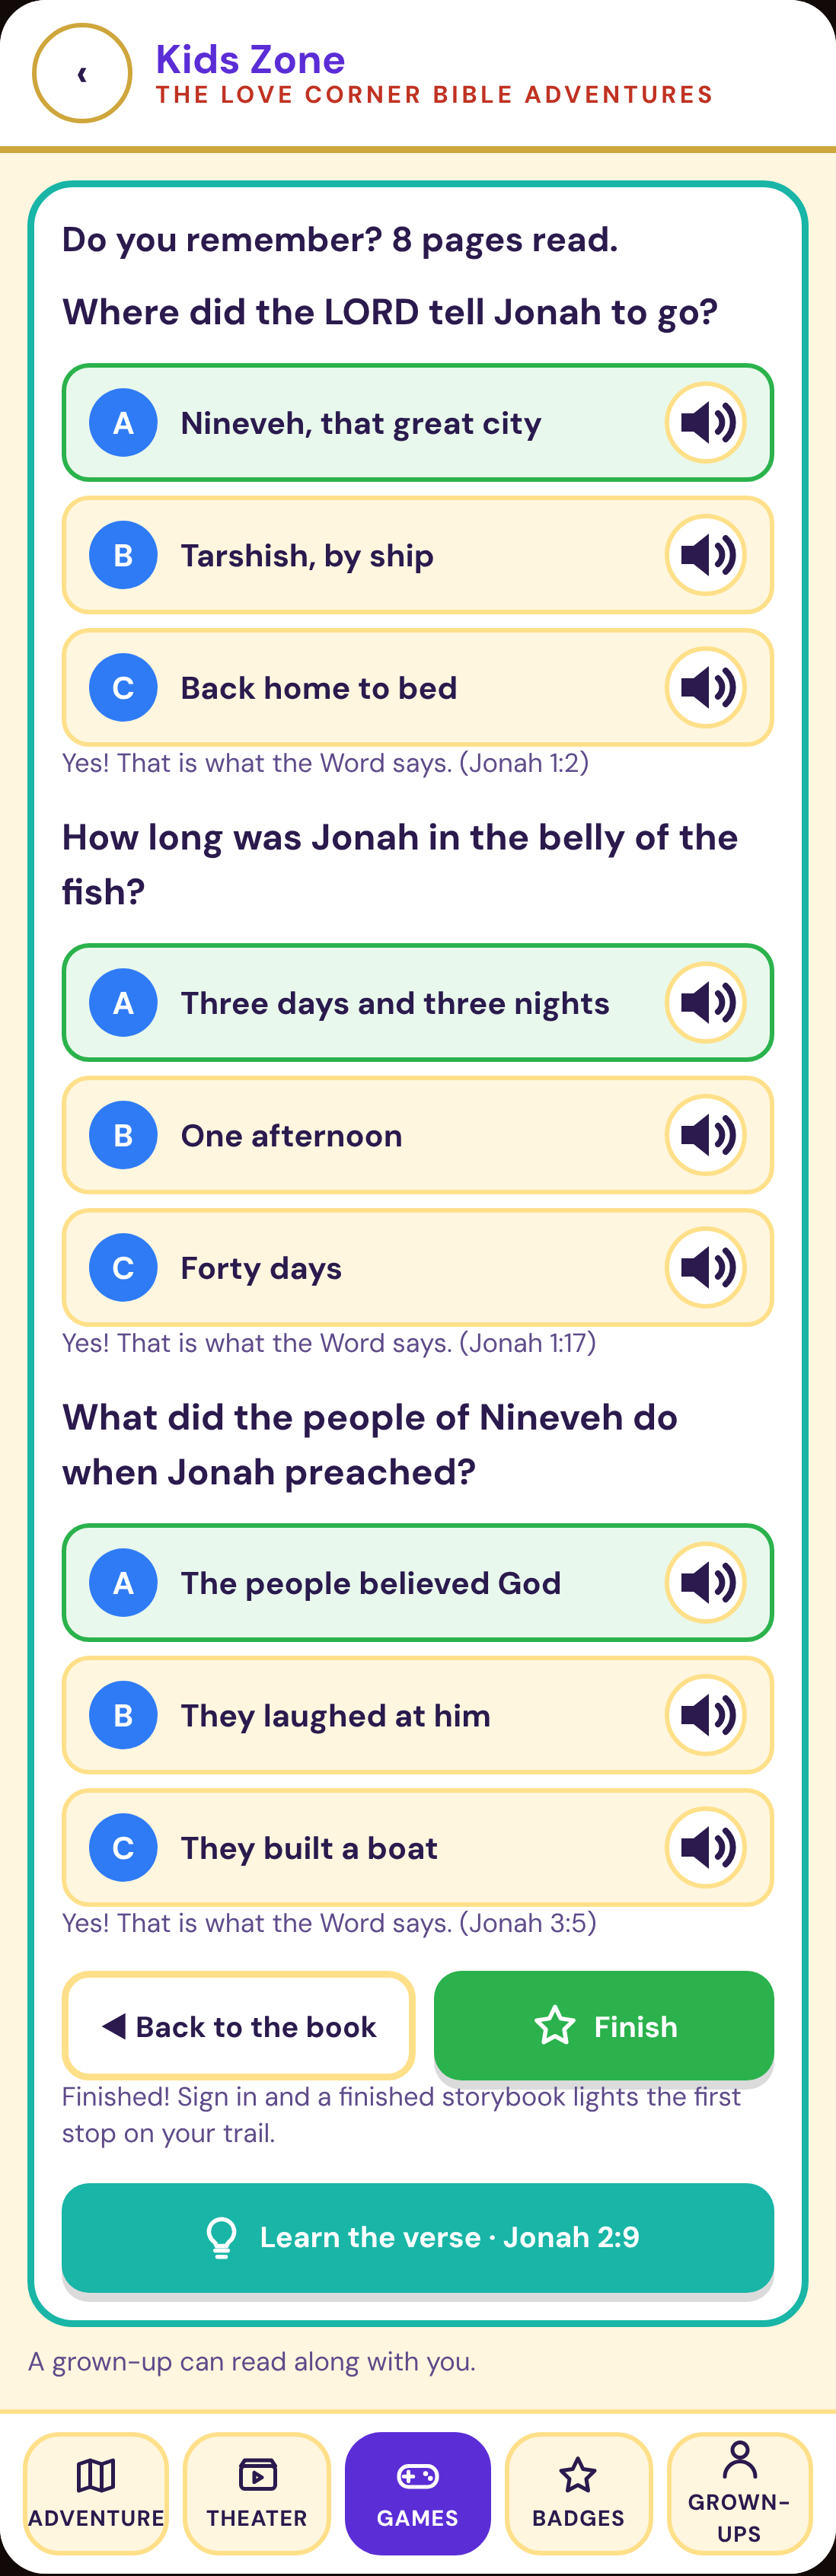 Kids Zone
THE LOVE CORNER BIBLE ADVENTURES
Do you remember? 8 pages read.
Where did the LORD tell Jonah to go?
A Nineveh, that great city
B Tarshish, by ship
C Back home to bed
Yes! That is what the Word says. (Jonah 1:2)
How long was Jonah in the belly of the
fish?
A Three days and three nights
B One afternoon
C Forty days
Yes! That is what the Word says. (Jonah 1:17)
What did the people of Nineveh do
when Jonah preached?
A The people believed God
B They laughed at him
C They built a boat
Yes! That is what the Word says. (Jonah 3:5)
Back to the book
Finish
Finished! Sign in and a finished storybook lights the first
stop on your trail.
Learn the verse · Jonah 2:9
A grown-up can read along with you.
ADVENTURE
THEATER
GAMES
BADGES
GROWN-
UPS